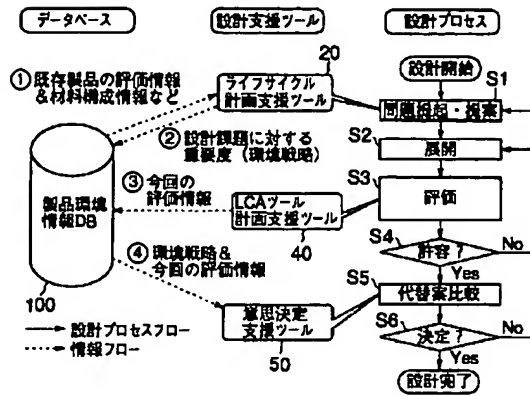 データベース
設計支援ツール
設計プロセス
① 既存製品の評価情報
&材料構成情報など
20
ライフサイクル
計画支援ツール
設計開始
S1
問題提起・提案
② 設計課題に対する
重要度(環境戦略)
S2
展開
③ 今回の
評価情報
製品環境
情報DB
LCAツール
計画支援ツール
40
S3
評価
④ 環境戦略&
今回の評価情報
S4
許容?
No
Yes
100
意思決定
支援ツール
50
S5
代替案比較
S6
決定?
No
Yes
設計完了
設計プロセスフロー
情報フロー